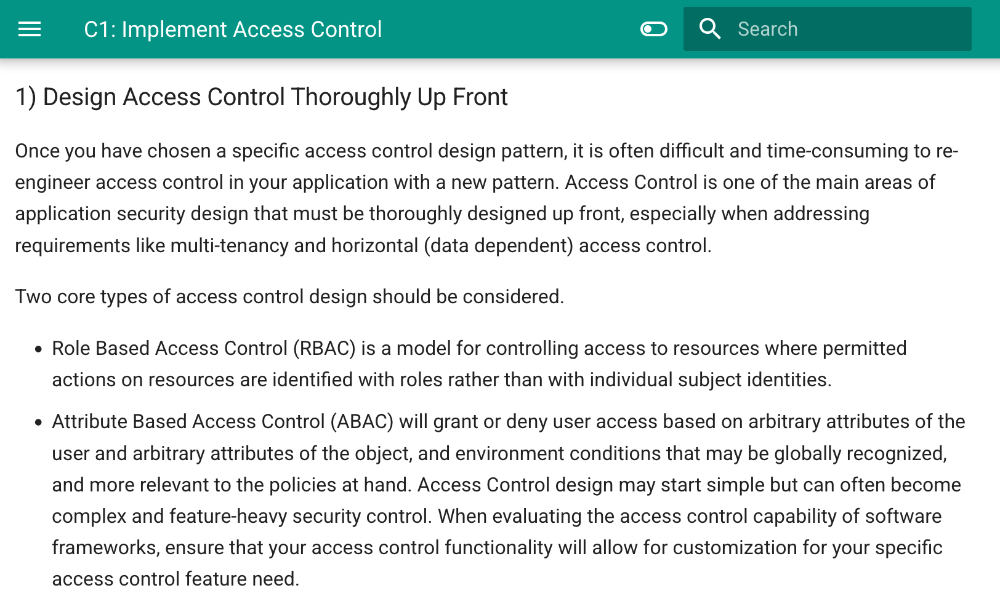 C1: Implement Access Control
Search
1) Design Access Control Thoroughly Up Front
Once you have chosen a specific access control design pattern, it is often difficult and time-consuming to re-
engineer access control in your application with a new pattern. Access Control is one of the main areas of
application security design that must be thoroughly designed up front, especially when addressing
requirements like multi-tenancy and horizontal (data dependent) access control.
Two core types of access control design should be considered.
• Role Based Access Control (RBAC) is a model for controlling access to resources where permitted
actions on resources are identified with roles rather than with individual subject identities.
• Attribute Based Access Control (ABAC) will grant or deny user access based on arbitrary attributes of the
user and arbitrary attributes of the object, and environment conditions that may be globally recognized,
and more relevant to the policies at hand. Access Control design may start simple but can often become
complex and feature-heavy security control. When evaluating the access control capability of software
frameworks, ensure that your access control functionality will allow for customization for your specific
access control feature need.